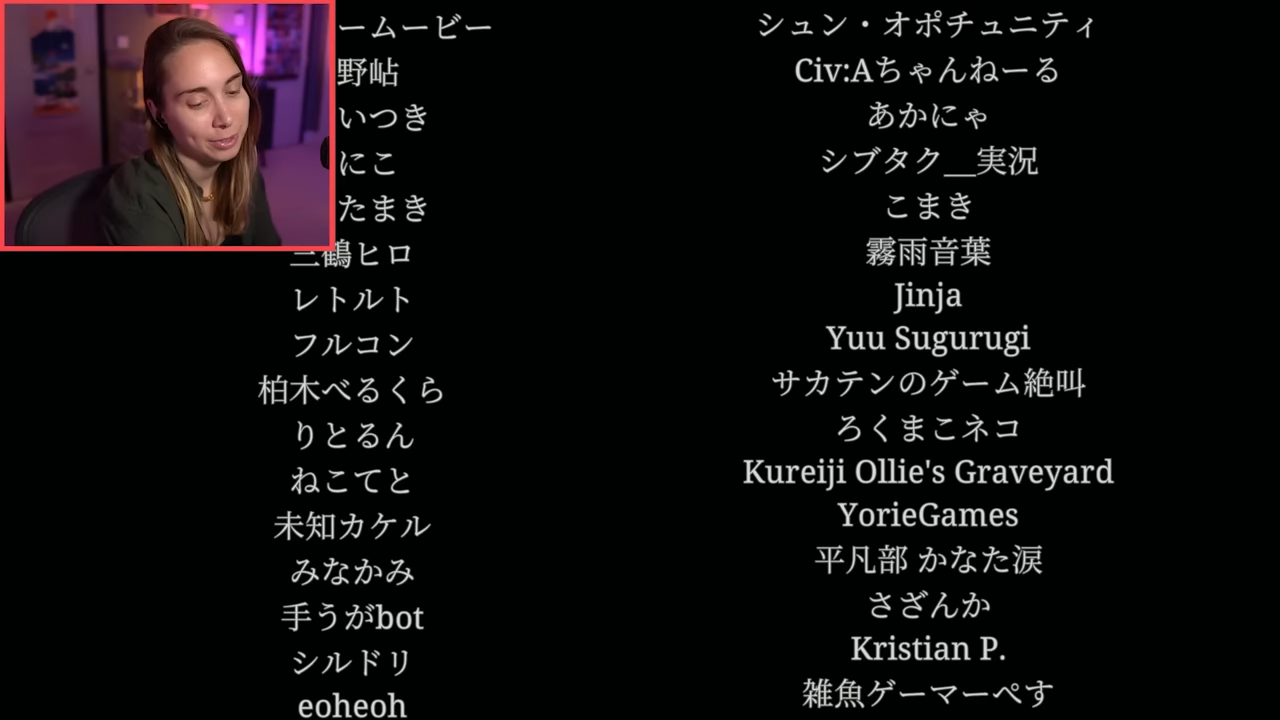 ームービー
野岾
いつき
にこ
たまき
三鶴ヒロ
レトルト
フルコン
柏木べるくら
りとるん
ねこてと
未知カケル
みなかみ
手うがbot
シルドリ
eoheoh
シュン・オポチュニティ
Civ:Aちゃんねーる
あかにゃ
シブタク__実況
こまき
霧雨音葉
Jinja
Yuu Sugurugi
サカテンのゲーム絶叫
ろくまこネコ
Kureiji Ollie's Graveyard
YorieGames
平凡部 かなた涙
さざんか
Kristian P.
雑魚ゲーマーぺす